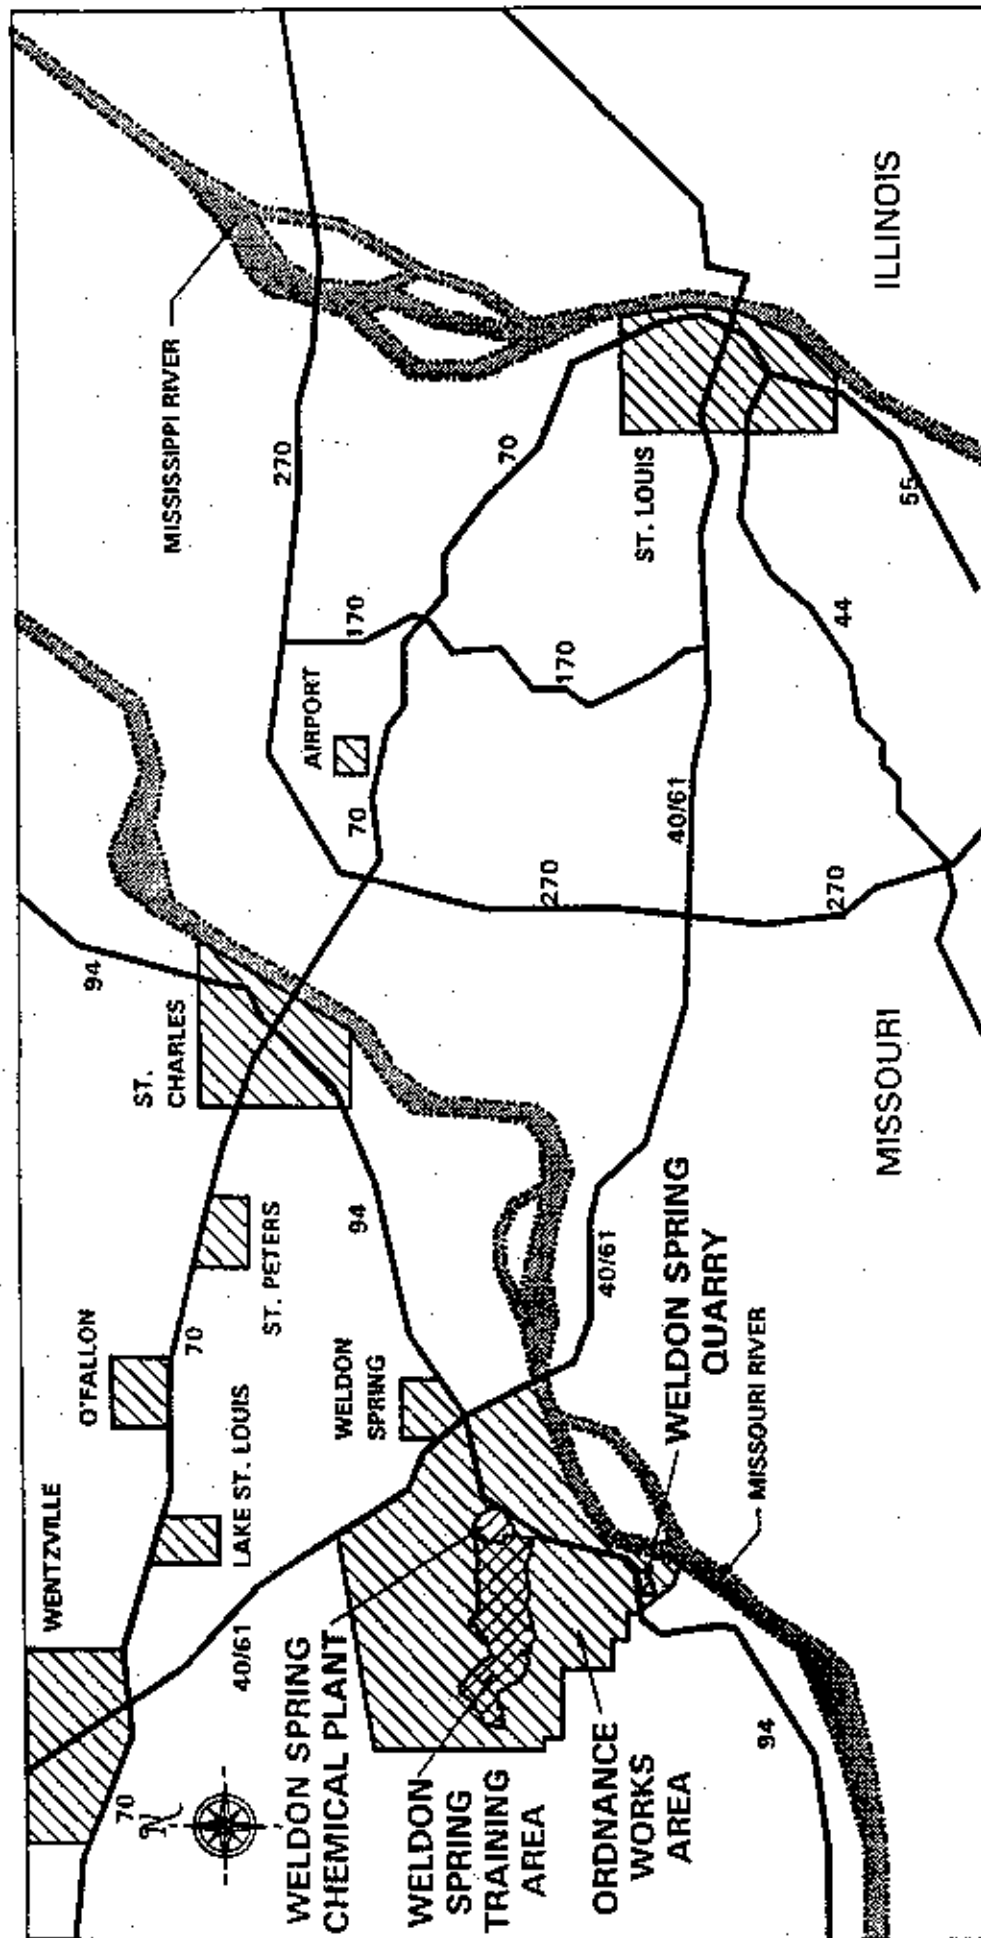 WENTZVILLE
O'FALLON
LAKE ST. LOUIS
ST. PETERS
ST.
CHARLES
94
70
70
40/61
N
WELDON
SPRING
94
WELDON SPRING
CHEMICAL PLANT
WELDON
SPRING
TRAINING
AREA
ORDNANCE
WORKS
AREA
94
40/61
WELDON SPRING
QUARRY
MISSOURI RIVER
MISSISSIPPI RIVER
270
170
AIRPORT
70
70
170
270
40/61
270
ST. LOUIS
44
55
MISSOURI
ILLINOIS